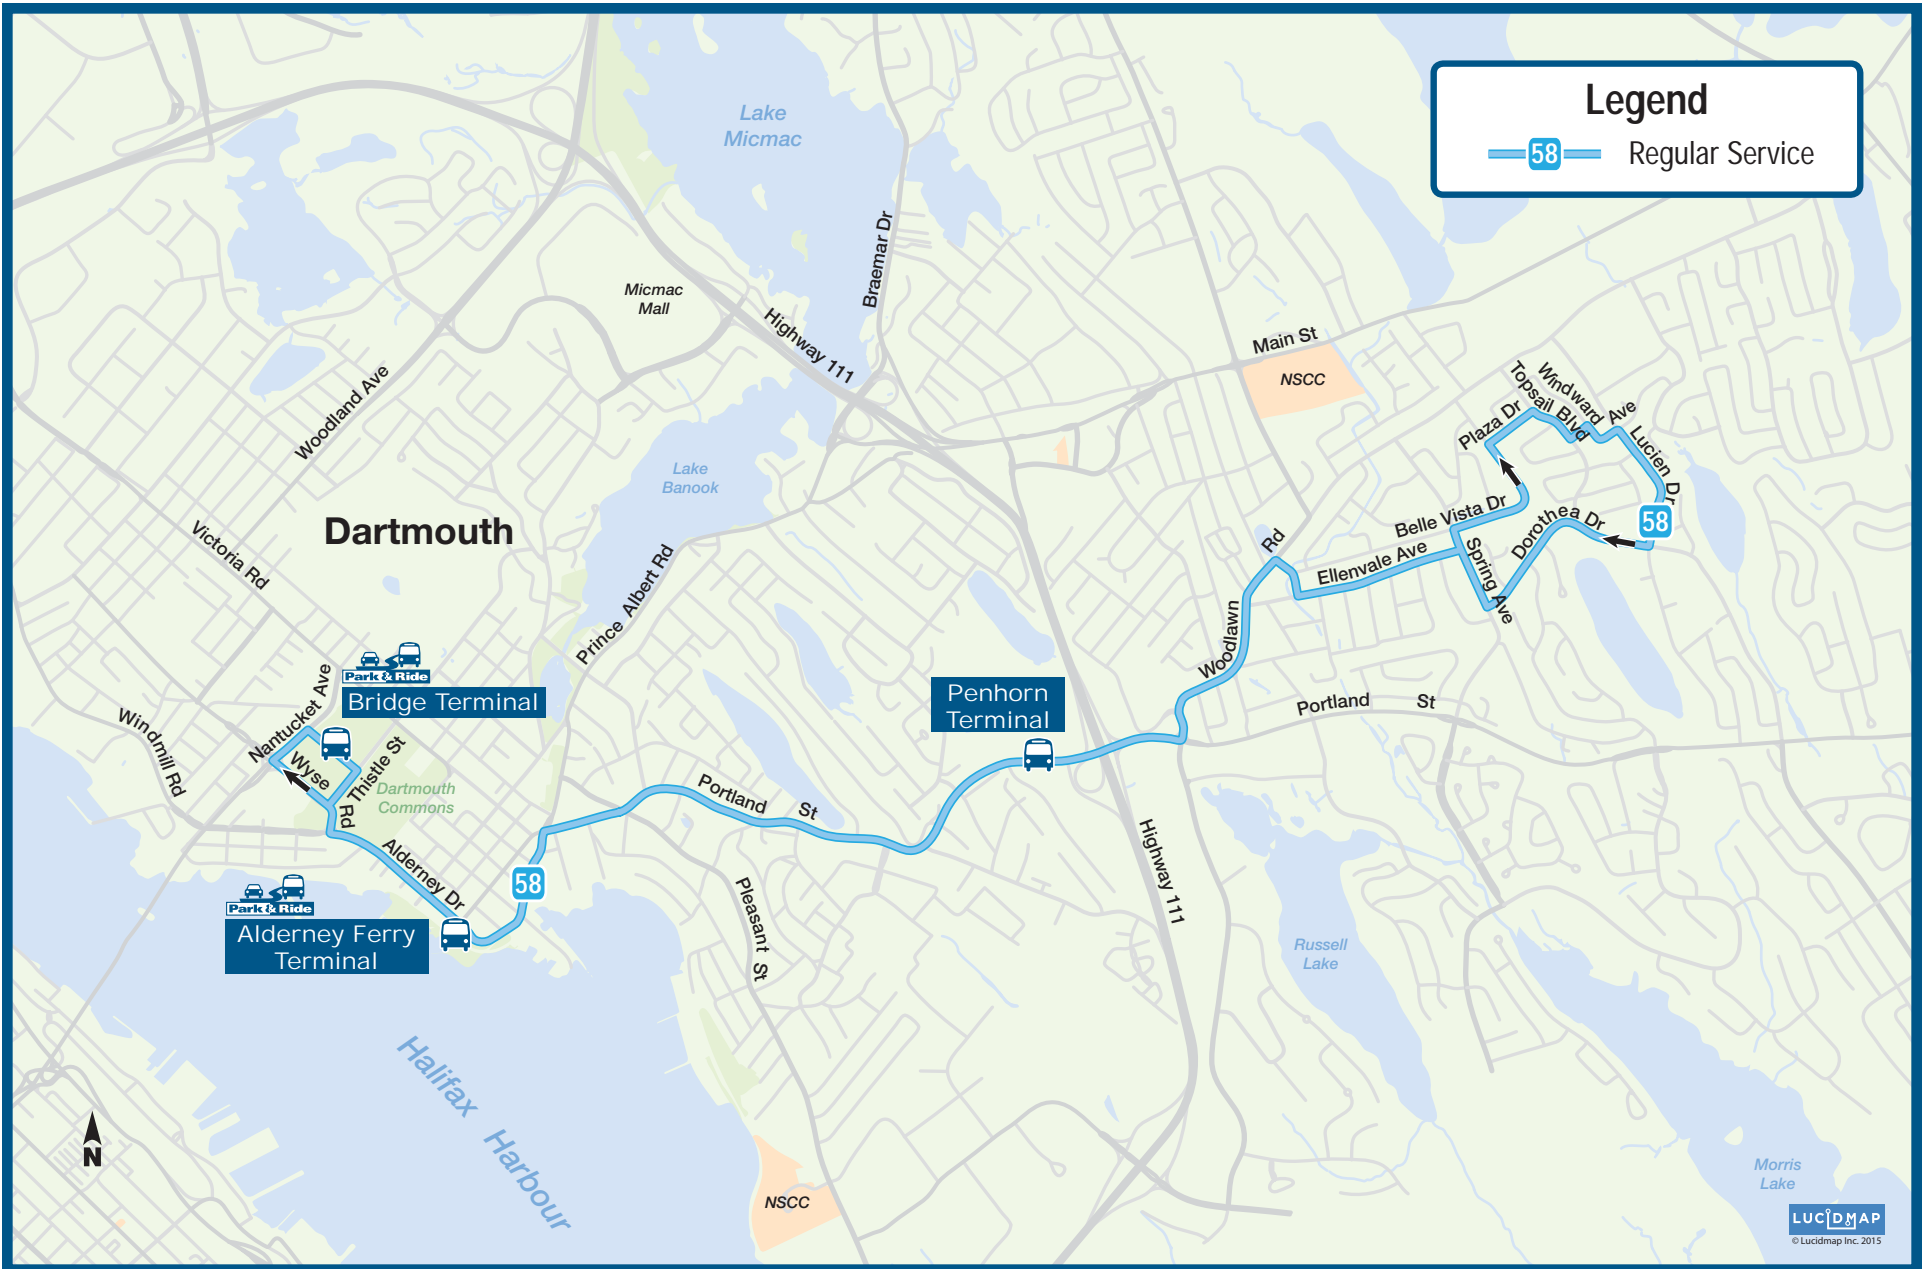 Legend
58
Regular Service
Lake
Micmac
Braemar Dr
Micmac
Mall
Highway 111
Main St
NSCC
Woodland Ave
Topsail Blvd
Windward Ave
Plaza Dr
Lucien Dr
Lake
Banook
Dartmouth
Belle Vista Dr
Dorothea Dr
58
Victoria Rd
Prince Albert Rd
Woodlawn Rd
Ellenvale Ave
Spring Ave
Park & Ride
Bridge Terminal
Nantucket Ave
Windmill Rd
Wyse Rd
Thistle St
Dartmouth
Commons
Penhorn
Terminal
Portland St
Portland St
Alderney Dr
58
Highway 111
Pleasant St
Park & Ride
Alderney Ferry
Terminal
Russell
Lake
Halifax Harbour
N
NSCC
Morris
Lake
LUCIDMAP
© Lucidmap Inc. 2015